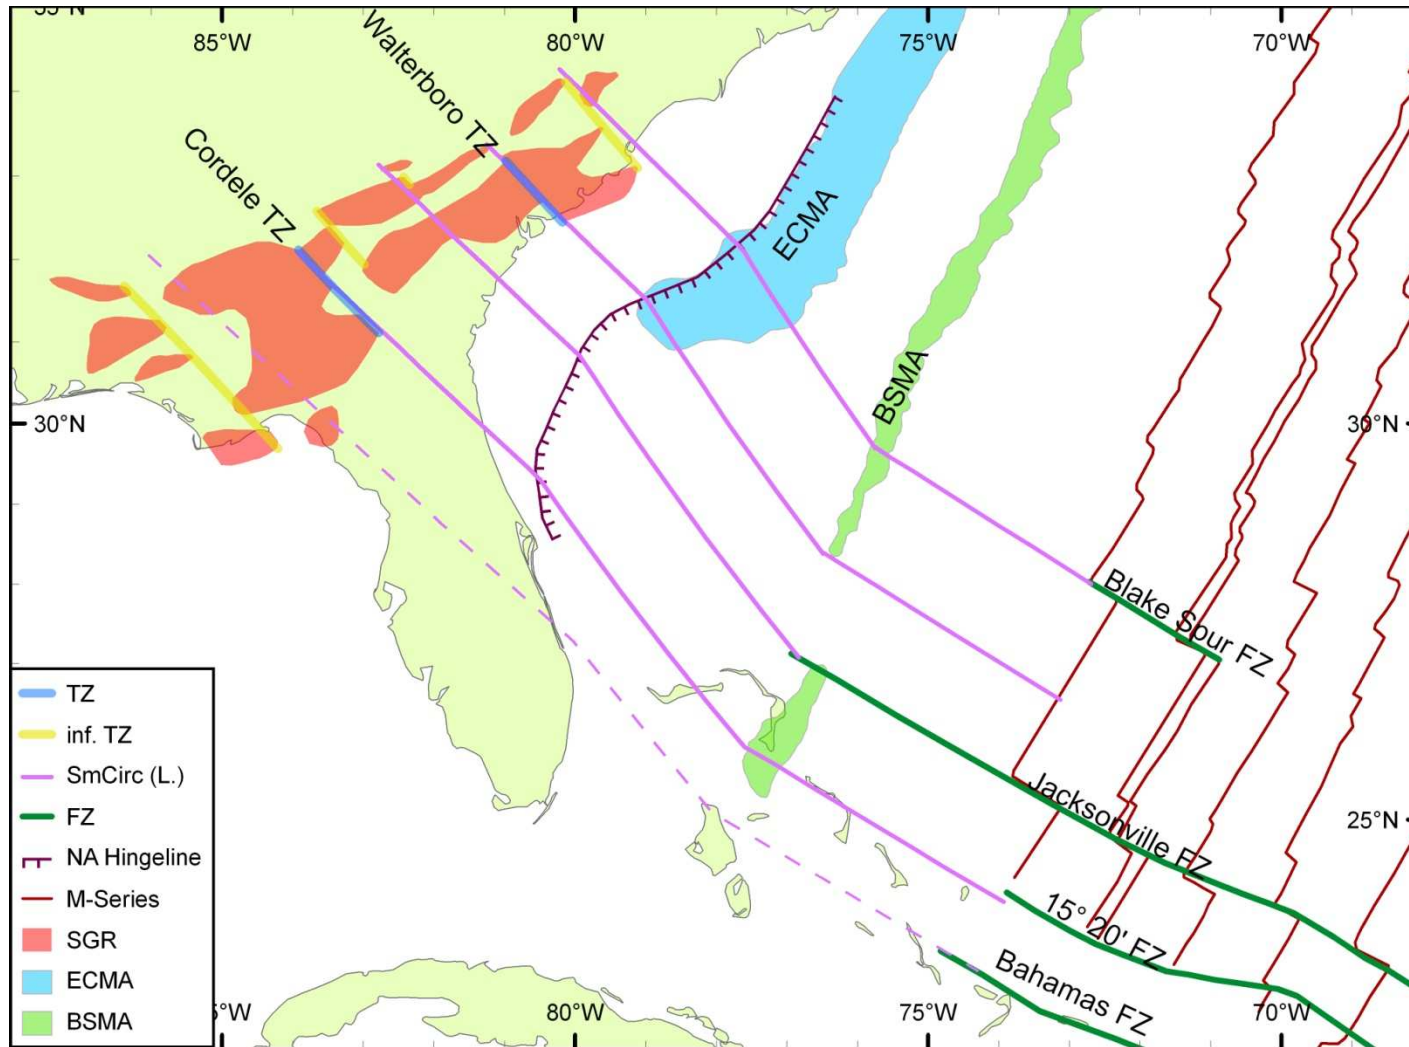 85°W
80°W
75°W
70°W
Walterboro TZ
Cordele TZ
ECMA
BSMA
30°N
30°N
Blake Spur FZ
Jacksonville FZ
25°N
15° 20' FZ
Bahamas FZ
TZ
inf. TZ
SmCirc (L.)
FZ
NA Hingeline
M-Series
SGR
ECMA
BSMA
80°W
75°W
70°W